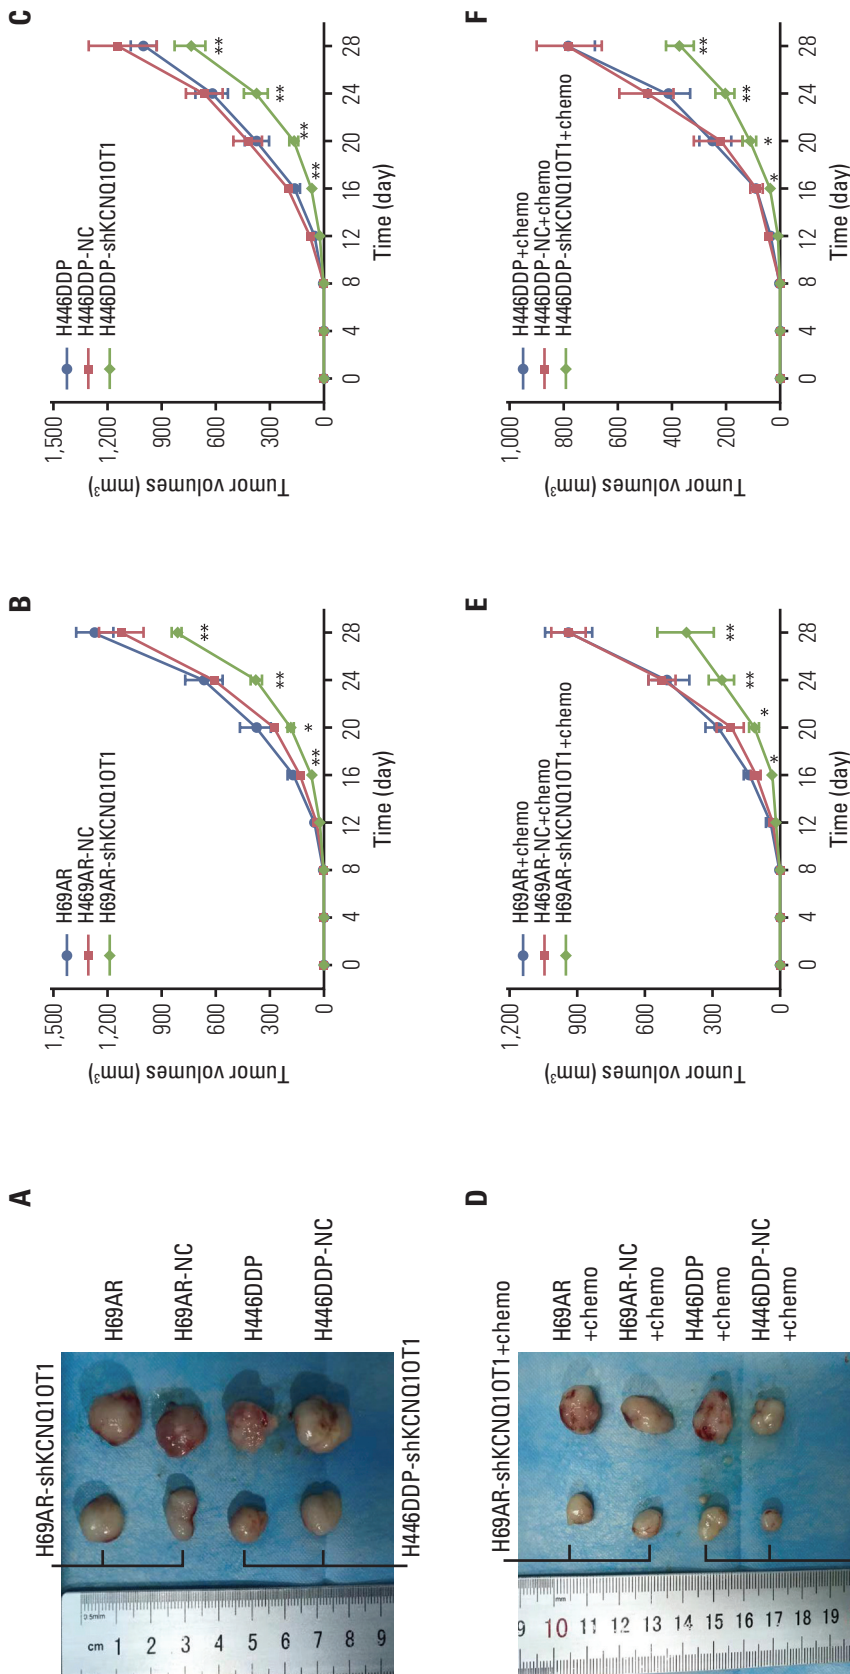 A
H69AR-shKCNQ1OT1
H69AR
H69AR-NC
H446DDP
H446DDP-NC
H446DDP-shKCNQ1OT1
0.5mm
cm 1 2 3 4 5 6 7 8 9
B
Tumor volumes (mm³)
1,500
1,200
900
600
300
0
H69AR
H469AR-NC
H69AR-shKCNQ1OT1
**
*
**
**
0 4 8 12 16 20 24 28
Time (day)
C
Tumor volumes (mm³)
1,500
1,200
900
600
300
0
H446DDP
H446DDP-NC
H446DDP-shKCNQ1OT1
**
**
**
**
0 4 8 12 16 20 24 28
Time (day)
D
H69AR-shKCNQ1OT1+chemo
H69AR
+chemo
H69AR-NC
+chemo
H446DDP
+chemo
H446DDP-NC
+chemo
mm
9 10 11 12 13 14 15 16 17 18 19
E
Tumor volumes (mm³)
1,200
900
600
300
0
H69AR+chemo
H469AR-NC+chemo
H69AR-shKCNQ1OT1+chemo
*
*
**
**
0 4 8 12 16 20 24 28
Time (day)
F
Tumor volumes (mm³)
1,000
800
600
400
200
0
H446DDP+chemo
H446DDP-NC+chemo
H446DDP-shKCNQ1OT1+chemo
*
*
**
**
0 4 8 12 16 20 24 28
Time (day)